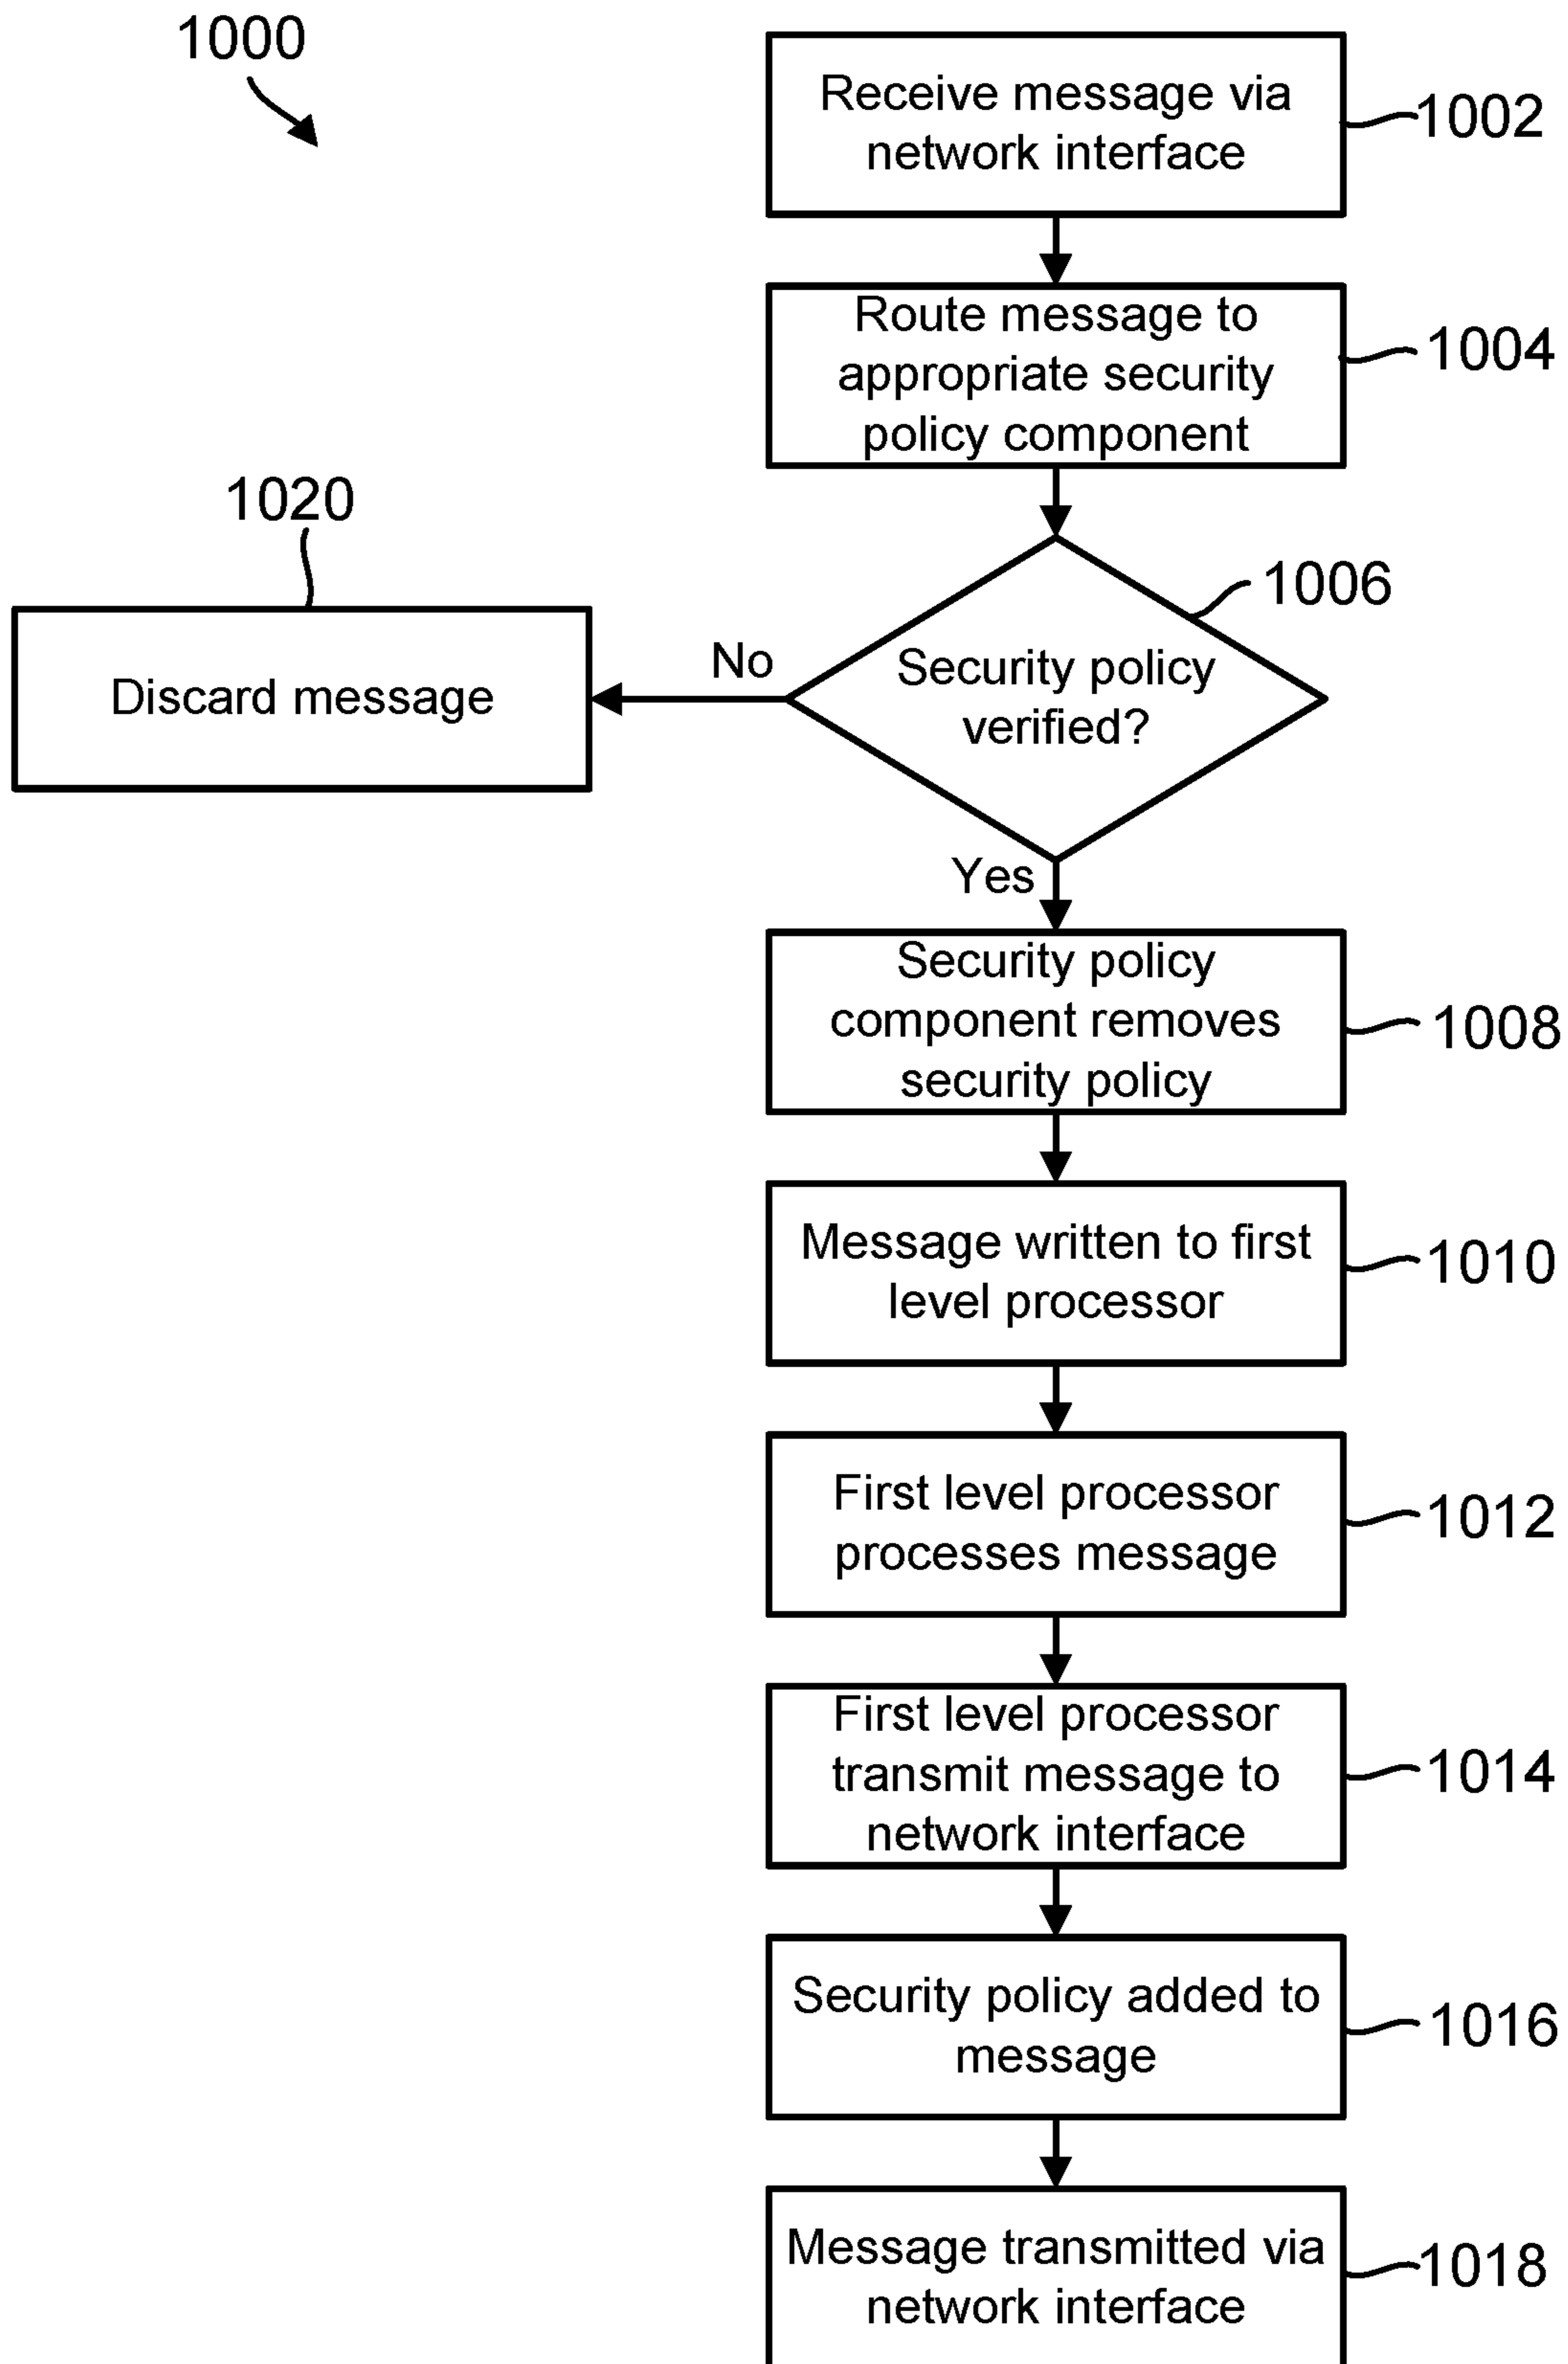 1000
Receive message via
network interface
1002
Route message to
appropriate security
policy component
1004
1020
Discard message
No
Security policy
verified?
1006
Yes
Security policy
component removes
security policy
1008
Message written to first
level processor
1010
First level processor
processes message
1012
First level processor
transmit message to
network interface
1014
Security policy added to
message
1016
Message transmitted via
network interface
1018